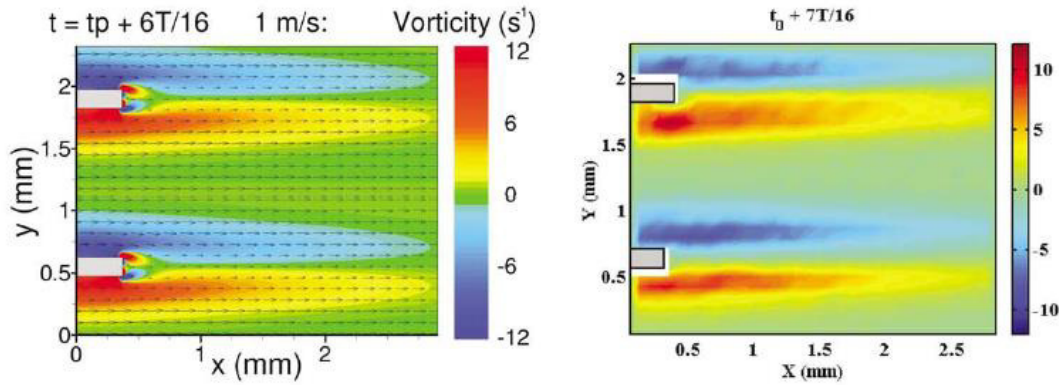 t = tp + 6T/16 1 m/s: Vorticity (s⁻¹)
12
6
0
-6
-12
2
1.5
1
0.5
0
y (mm)
0 1 2
x (mm)
t₀ + 7T/16
2
1.5
1
0.5
Y (mm)
0.5 1 1.5 2 2.5
X (mm)
10
5
0
-5
-10